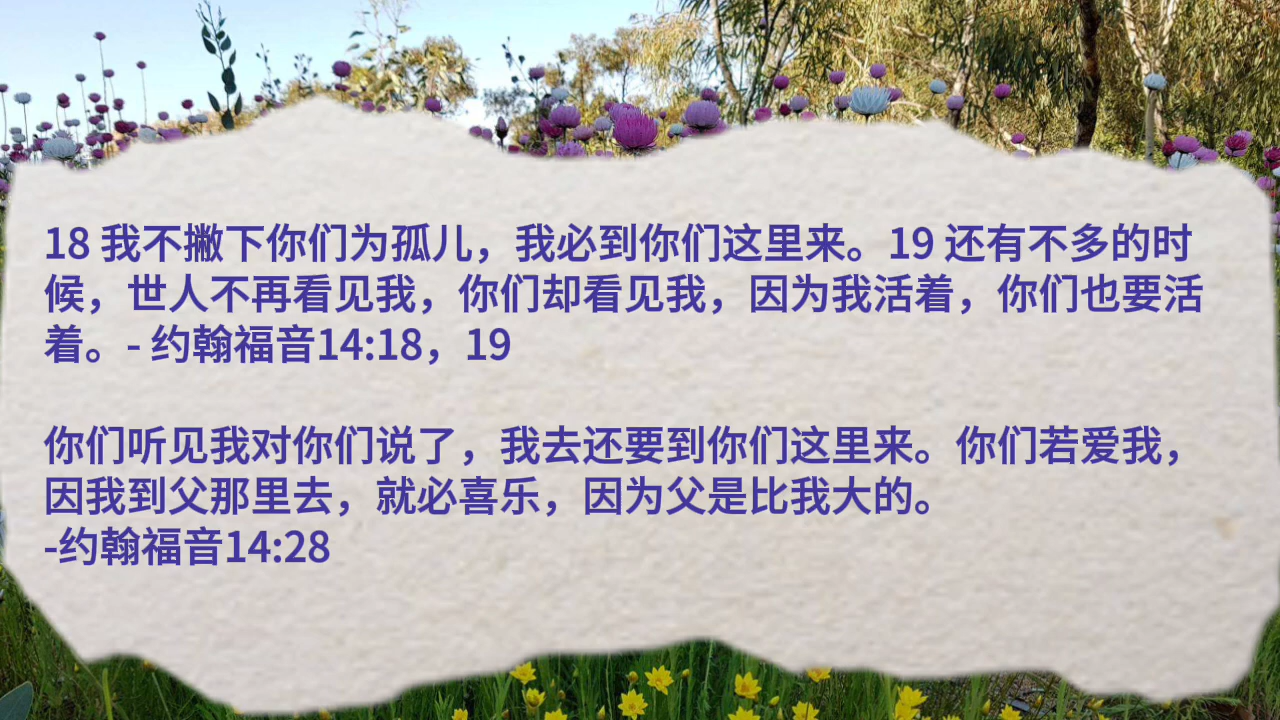 18 我不撇下你们为孤儿，我必到你们这里来。19 还有不多的时
候，世人不再看见我，你们却看见我，因为我活着，你们也要活
着。- 约翰福音14:18，19
你们听见我对你们说了，我去还要到你们这里来。你们若爱我，
因我到父那里去，就必喜乐，因为父是比我大的。
-约翰福音14:28